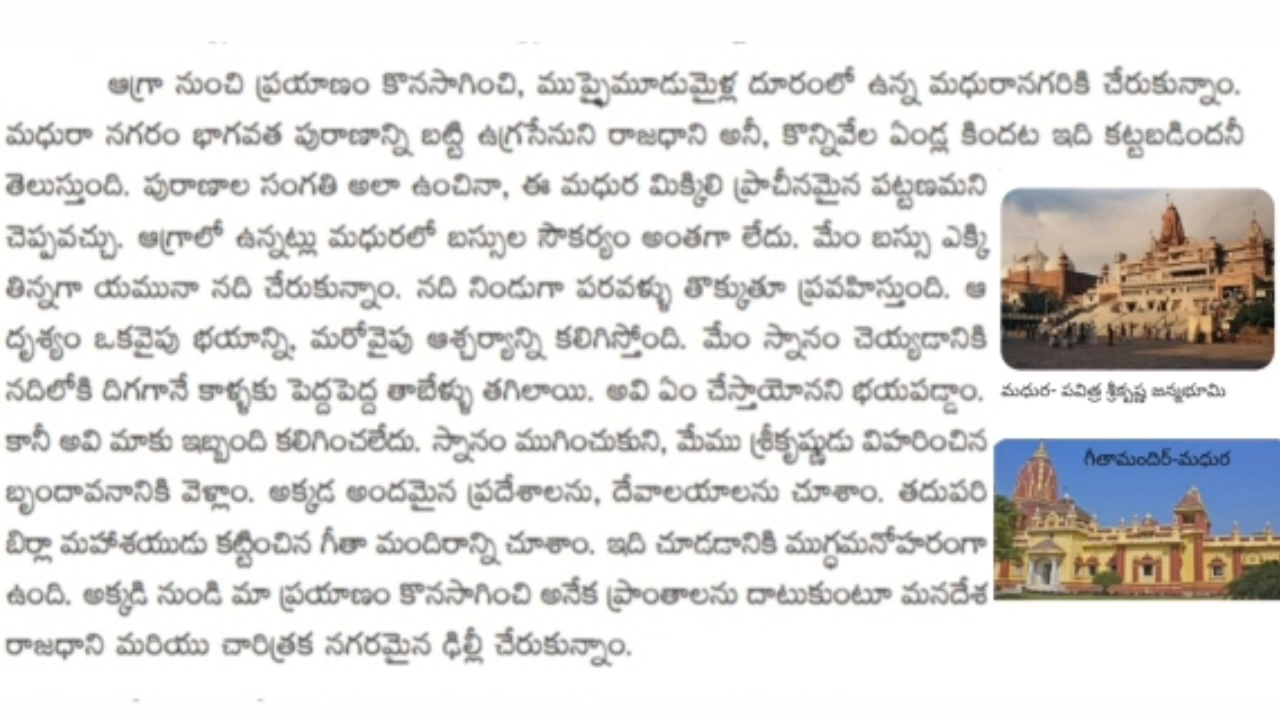 ఆగ్రా నుంచి ప్రయాణం కొనసాగించి, ముప్ఫైమూడుమైళ్ల దూరంలో ఉన్న మధురానగరికి చేరుకున్నాం.
మధురా నగరం భాగవత పురాణాన్ని బట్టి ఉగ్రసేనుని రాజధాని అనీ, కొన్నివేల ఏండ్ల కిందట ఇది కట్టబడిందనీ
తెలుస్తుంది. పురాణాల సంగతి అలా ఉంచినా, ఈ మధుర మిక్కిలి ప్రాచీనమైన పట్టణమని
చెప్పవచ్చు. ఆగ్రాలో ఉన్నట్లు మధురలో బస్సుల సౌకర్యం అంతగా లేదు. మేం బస్సు ఎక్కి
తిన్నగా యమునా నది చేరుకున్నాం. నది నిండుగా పరవళ్ళు తొక్కుతూ ప్రవహిస్తుంది. ఆ
దృశ్యం ఒకవైపు భయాన్ని, మరోవైపు ఆశ్చర్యాన్ని కలిగిస్తోంది. మేం స్నానం చెయ్యడానికి
నదిలోకి దిగగానే కాళ్ళకు పెద్దపెద్ద తాబేళ్ళు తగిలాయి. అవి ఏం చేస్తాయోనని భయపడ్డాం.
కానీ అవి మాకు ఇబ్బంది కలిగించలేదు. స్నానం ముగించుకుని, మేము శ్రీకృష్ణుడు విహరించిన
బృందావనానికి వెళ్లాం. అక్కడ అందమైన ప్రదేశాలను, దేవాలయాలను చూశాం. తదుపరి
బిర్లా మహాశయుడు కట్టించిన గీతా మందిరాన్ని చూశాం. ఇది చూడడానికి ముగ్ధమనోహరంగా
ఉంది. అక్కడి నుండి మా ప్రయాణం కొనసాగించి అనేక ప్రాంతాలను దాటుకుంటూ మనదేశ
రాజధాని మరియు చారిత్రక నగరమైన ఢిల్లీ చేరుకున్నాం.
మధుర- పవిత్ర శ్రీకృష్ణ జన్మభూమి
గీతామందిర్-మధుర